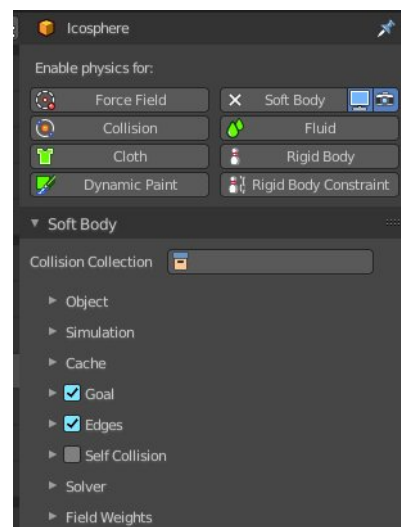 Icosphere
Enable physics for:
Force Field
Soft Body
Collision
Fluid
Cloth
Rigid Body
Dynamic Paint
Rigid Body Constraint
Soft Body
Collision Collection
Object
Simulation
Cache
Goal
Edges
Self Collision
Solver
Field Weights